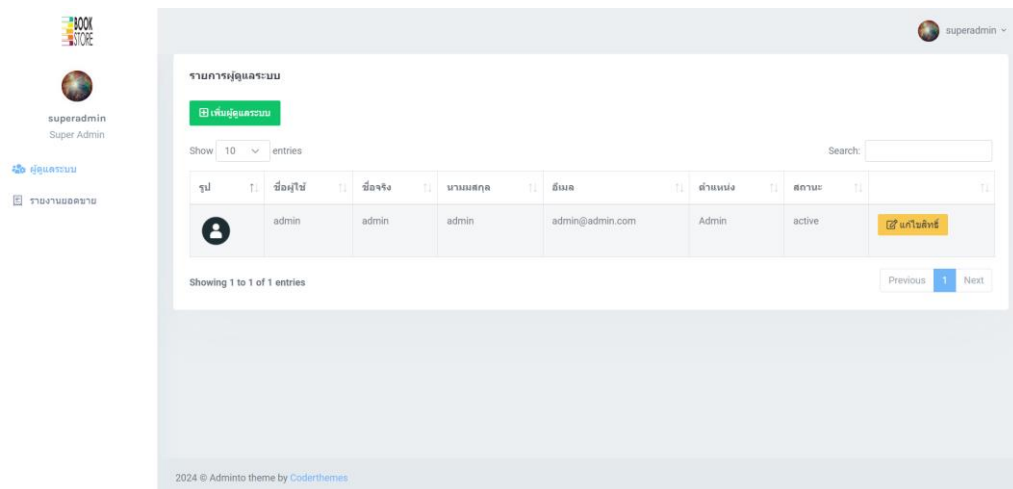 BOOK
STORE
superadmin
superadmin
Super Admin
ผู้ดูแลระบบ
รายงานยอดขาย
รายการผู้ดูแลระบบ
เพิ่มผู้ดูแลระบบ
Show 10 entries
Search:
รูป ชื่อผู้ใช้ ชื่อจริง นามมสกุล อีเมล ตำแหน่ง สถานะ
admin admin admin admin@admin.com Admin active แก้ไขสิทธิ์
Showing 1 to 1 of 1 entries
Previous 1 Next
2024 © Adminto theme by Coderthemes